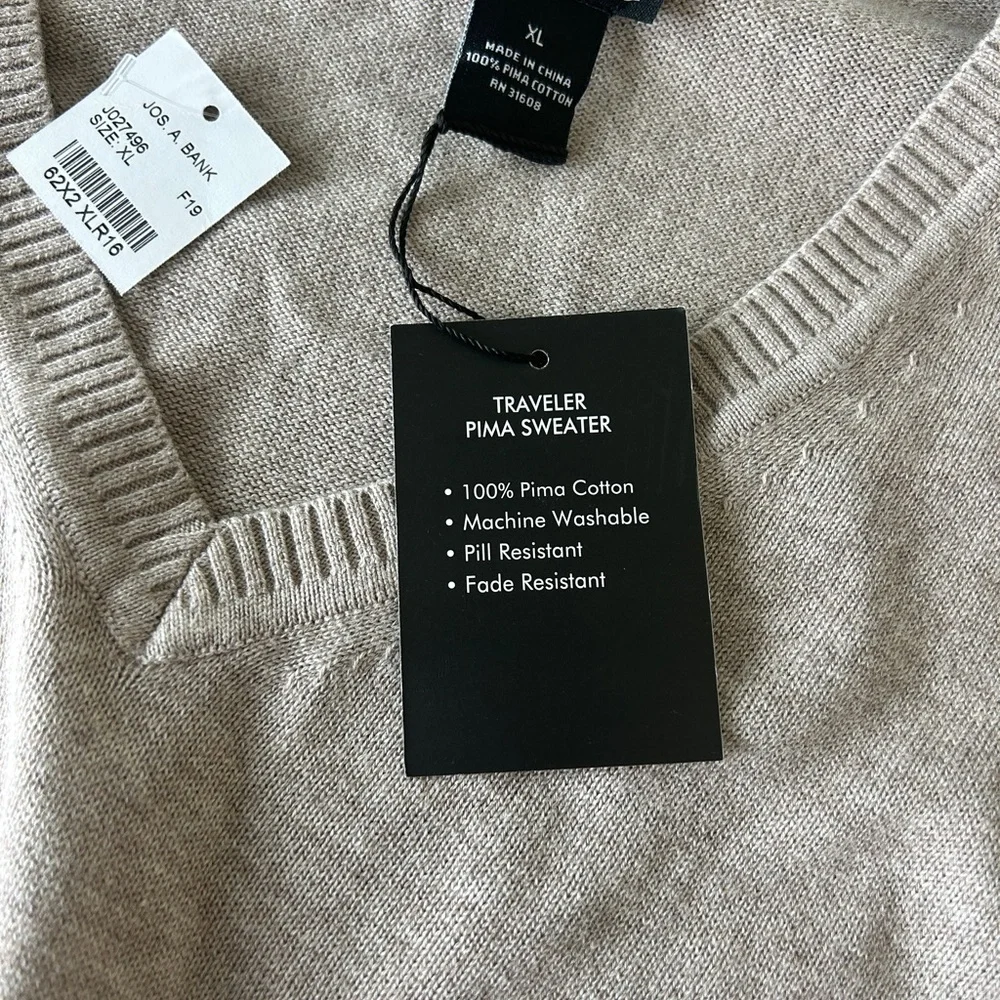 XL
MADE IN CHINA
100% PIMA COTTON
RN 31608
JOS. A. BANK
J027496 F19
SIZE: XL
62X2 XLR16
TRAVELER
PIMA SWEATER
• 100% Pima Cotton
• Machine Washable
• Pill Resistant
• Fade Resistant